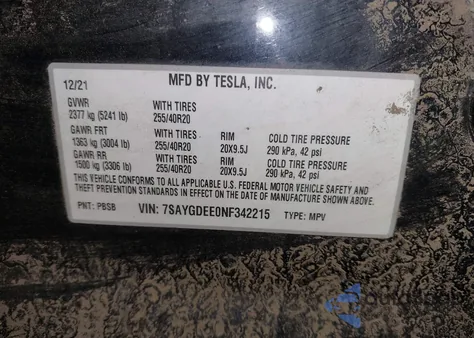 12/21 MFD BY TESLA, INC.
GVWR WITH TIRES
2377 kg (5241 lb) 255/40R20
GAWR FRT WITH TIRES RIM COLD TIRE PRESSURE
1363 kg (3004 lb) 255/40R20 20X9.5J 290 kPa, 42 psi
GAWR RR WITH TIRES RIM COLD TIRE PRESSURE
1500 kg (3306 lb) 255/40R20 20X9.5J 290 kPa, 42 psi
THIS VEHICLE CONFORMS TO ALL APPLICABLE U.S. FEDERAL MOTOR VEHICLE SAFETY AND
THEFT PREVENTION STANDARDS IN EFFECT ON THE DATE OF MANUFACTURE SHOWN ABOVE.
PNT: PBSB VIN: 7SAYGDEE0NF342215 TYPE: MPV